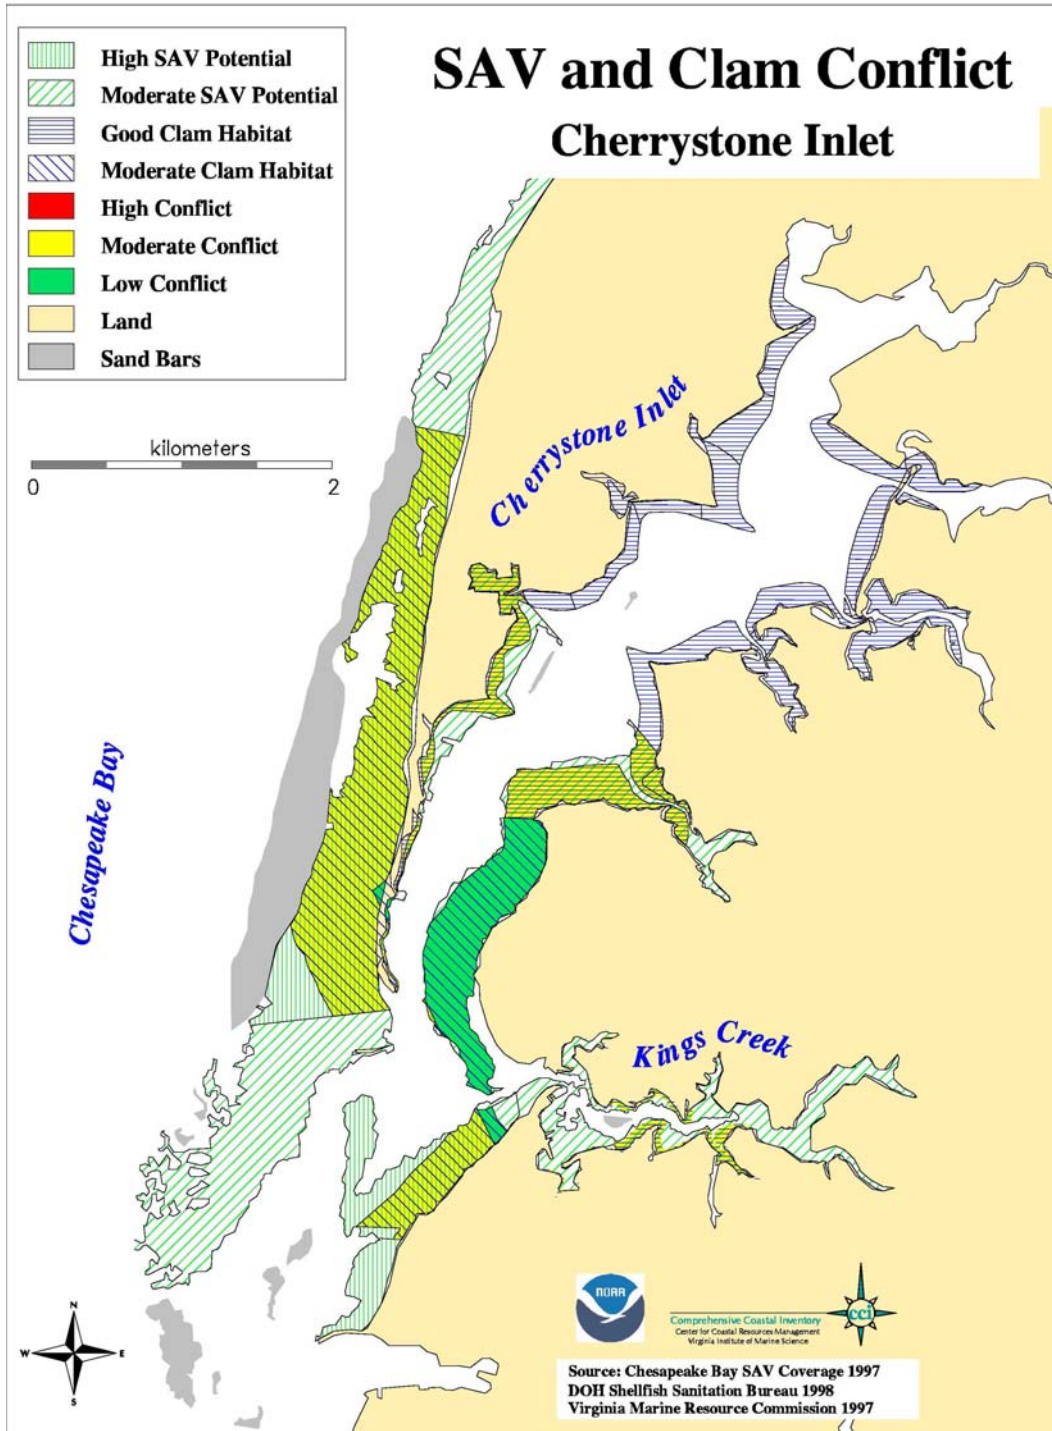 SAV and Clam Conflict
Cherrystone Inlet
High SAV Potential
Moderate SAV Potential
Good Clam Habitat
Moderate Clam Habitat
High Conflict
Moderate Conflict
Low Conflict
Land
Sand Bars
kilometers
0 2
Cherrystone Inlet
Chesapeake Bay
Kings Creek
N
W E
S
NOAA
cci
Comprehensive Coastal Inventory
Center for Coastal Resources Management
Virginia Institute of Marine Science
Source: Chesapeake Bay SAV Coverage 1997
DOH Shellfish Sanitation Bureau 1998
Virginia Marine Resource Commission 1997